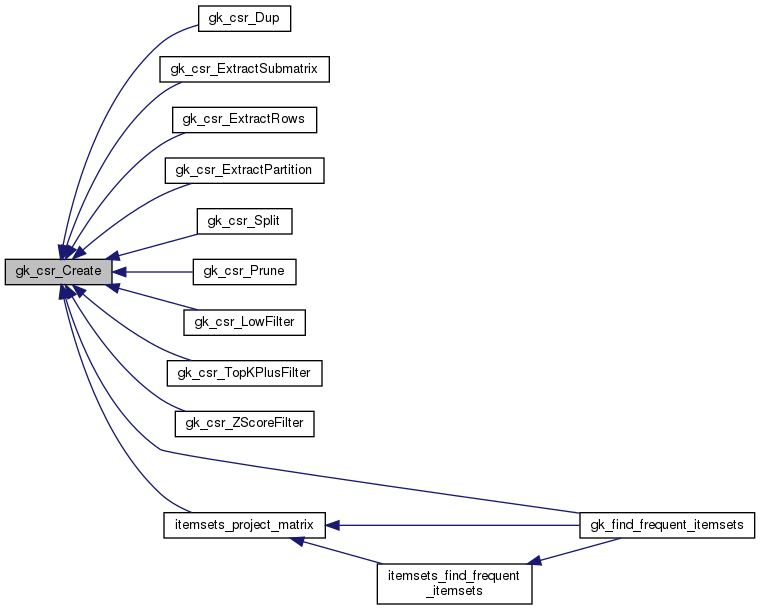 gk_csr_Dup
gk_csr_ExtractSubmatrix
gk_csr_ExtractRows
gk_csr_ExtractPartition
gk_csr_Split
gk_csr_Create
gk_csr_Prune
gk_csr_LowFilter
gk_csr_TopKPlusFilter
gk_csr_ZScoreFilter
itemsets_project_matrix
gk_find_frequent_itemsets
itemsets_find_frequent
_itemsets